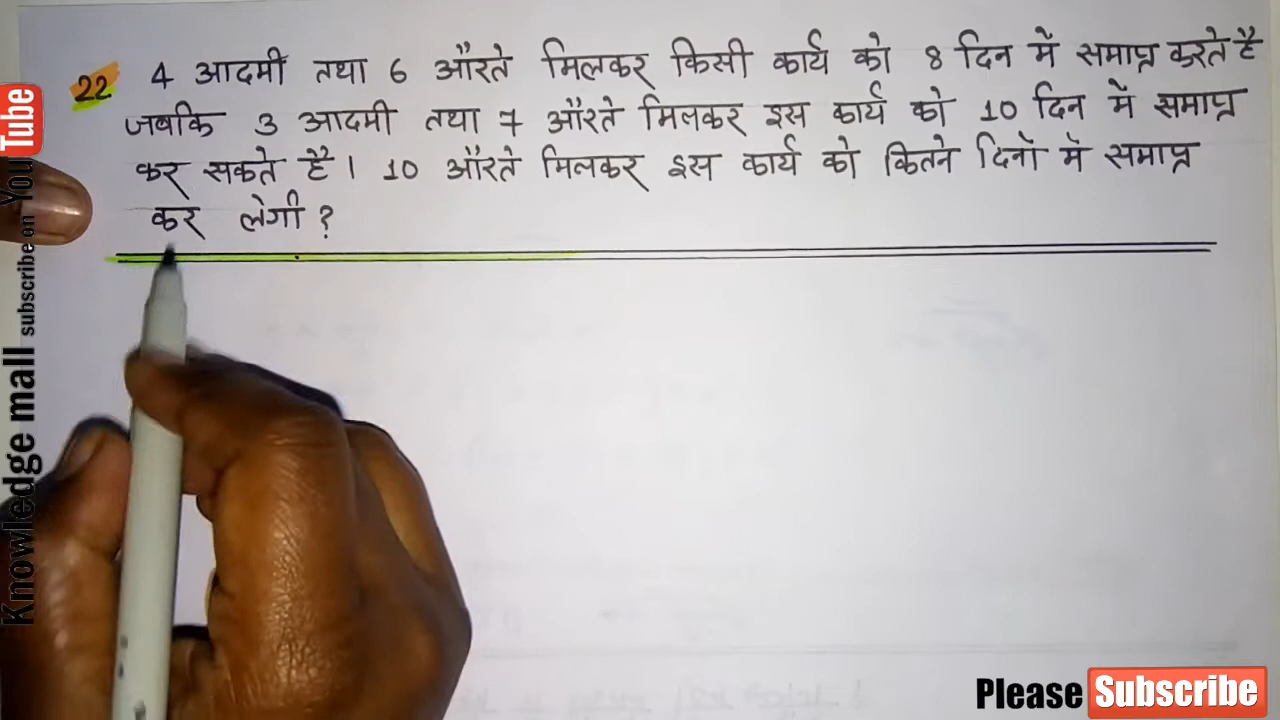 22 4 आदमी तथा 6 औरते मिलकर किसी कार्य को 8 दिन में समाप्न करते है
जबकि 3 आदमी तथा 7 औरते मिलकर इस कार्य को 10 दिन में समाप्न
कर सकते है। 10 औरते मिलकर इस कार्य को कितने दिनों में समाप्न
कर लेगी ?
Knowledge mall subscribe on YouTube
Please Subscribe